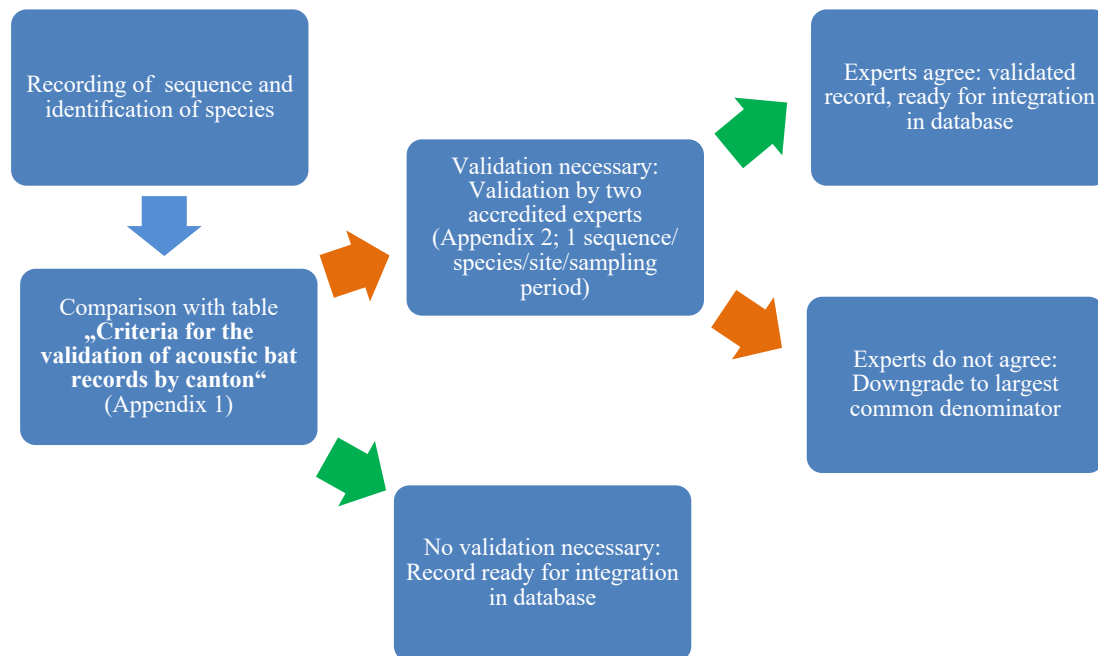 Recording of sequence and
identification of species
Comparison with table
„Criteria for the
validation of acoustic bat
records by canton“
(Appendix 1)
Validation necessary:
Validation by two
accredited experts
(Appendix 2; 1 sequence/
species/site/sampling
period)
No validation necessary:
Record ready for integration
in database
Experts agree: validated
record, ready for integration
in database
Experts do not agree:
Downgrade to largest
common denominator